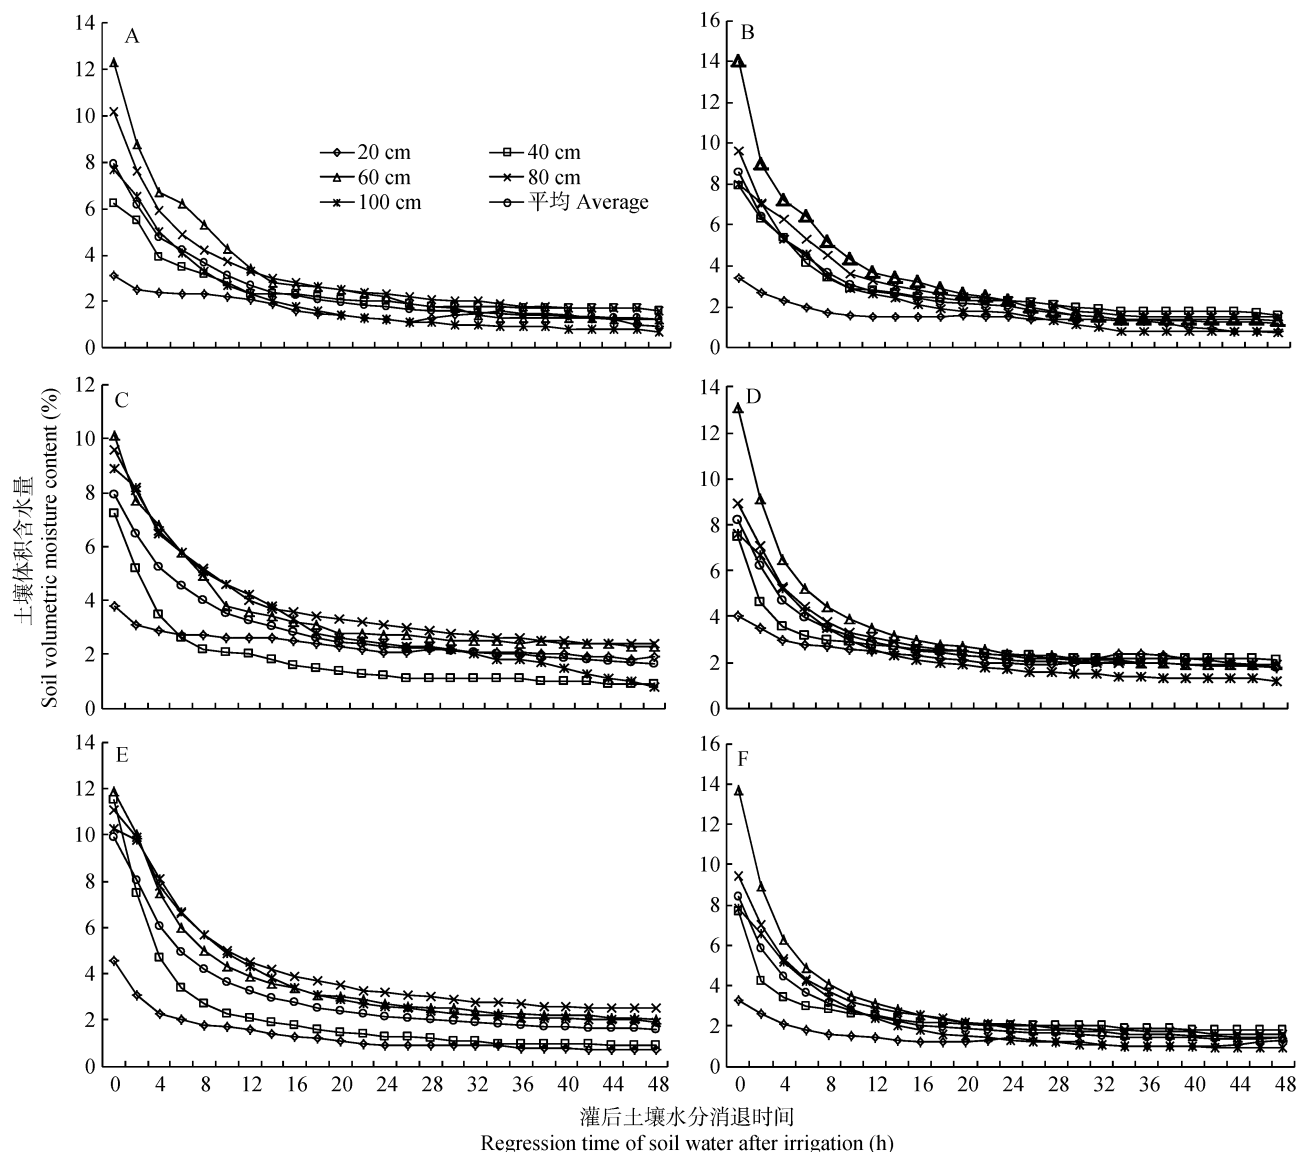 A
14
12
10
8
6
4
2
0
20 cm
40 cm
60 cm
80 cm
100 cm
平均 Average
B
16
14
12
10
8
6
4
2
0
C
12
10
8
6
4
2
0
D
14
12
10
8
6
4
2
0
E
14
12
10
8
6
4
2
0
0 4 8 12 16 20 24 28 32 36 40 44 48
F
16
14
12
10
8
6
4
2
0
0 4 8 12 16 20 24 28 32 36 40 44 48
土壤体积含水量
Soil volumetric moisture content (%)
灌后土壤水分消退时间
Regression time of soil water after irrigation (h)